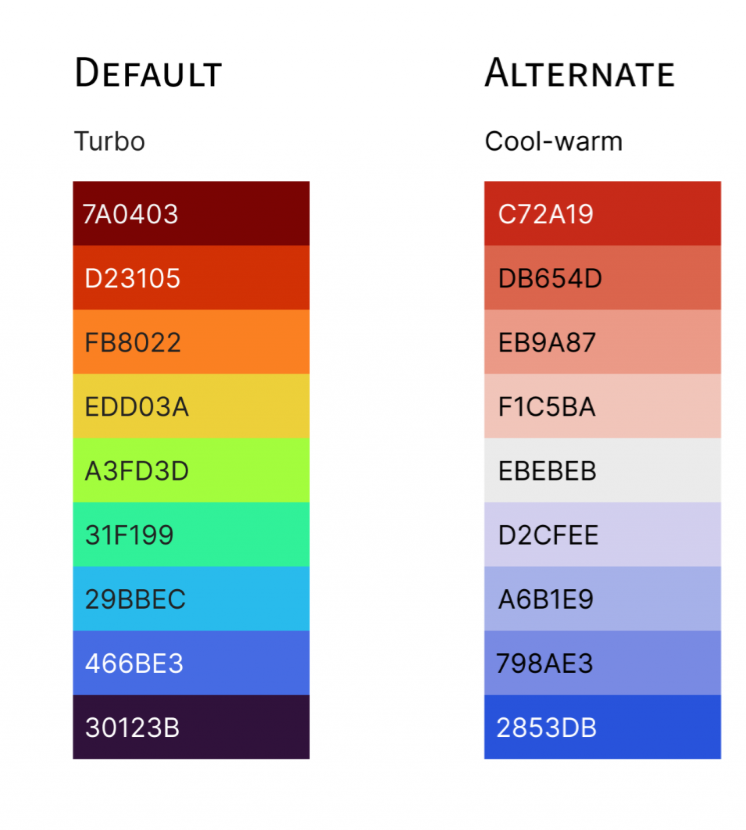 DEFAULT
Turbo
7A0403
D23105
FB8022
EDD03A
A3FD3D
31F199
29BBEC
466BE3
30123B
ALTERNATE
Cool-warm
C72A19
DB654D
EB9A87
F1C5BA
EBEBEB
D2CFEE
A6B1E9
798AE3
2853DB